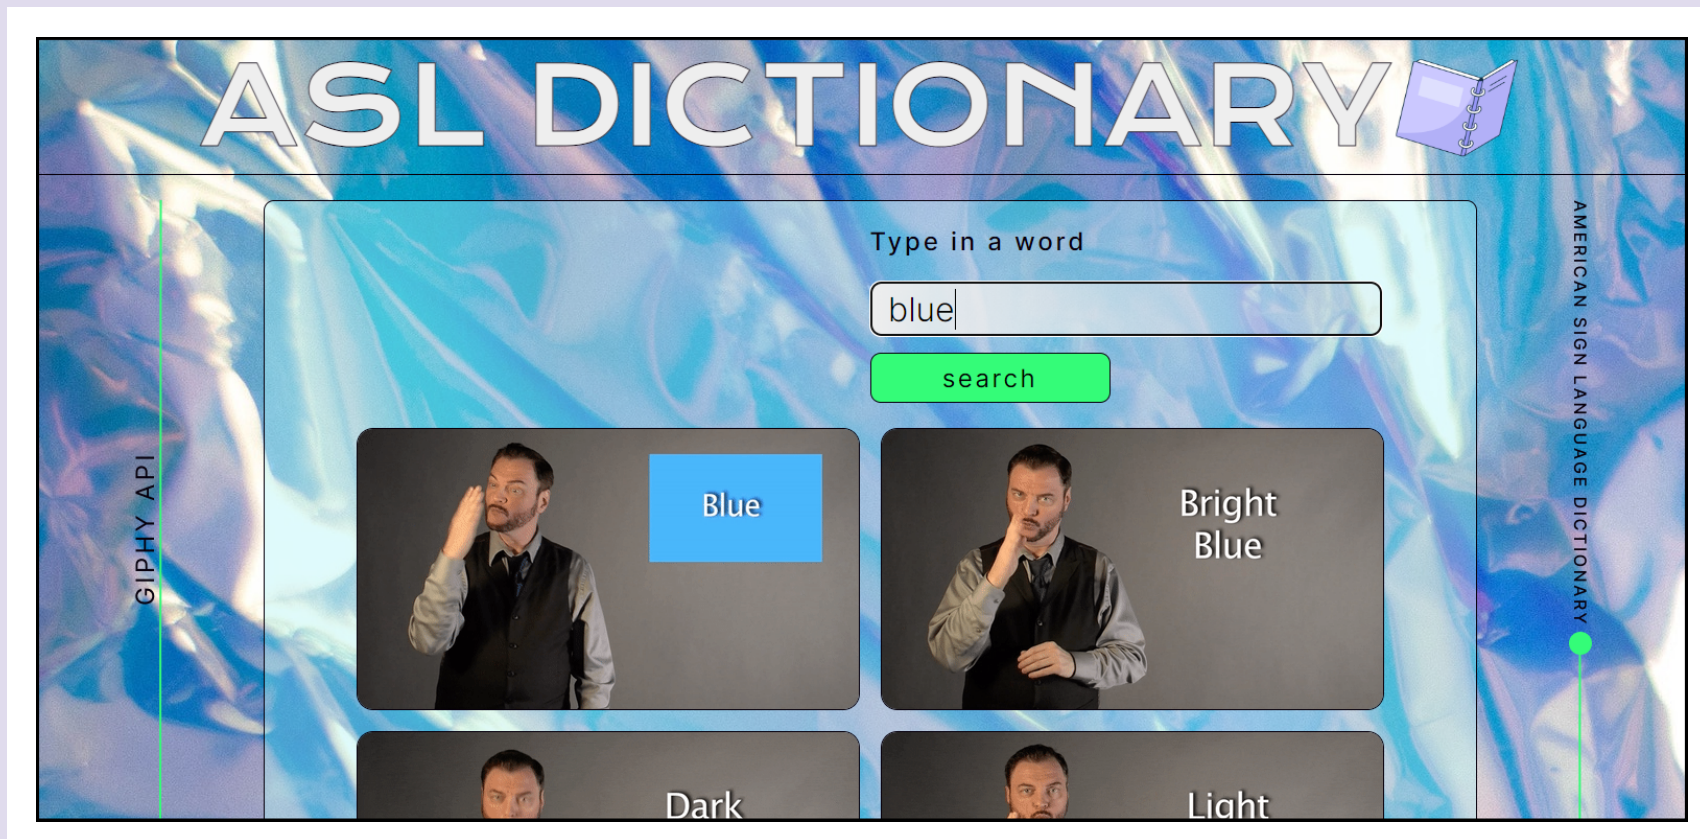 ASL DICTIONARY
GIPHY API
Type in a word
blue
search
Blue
Bright
Blue
Dark
Light
AMERICAN SIGN LANGUAGE DICTIONARY